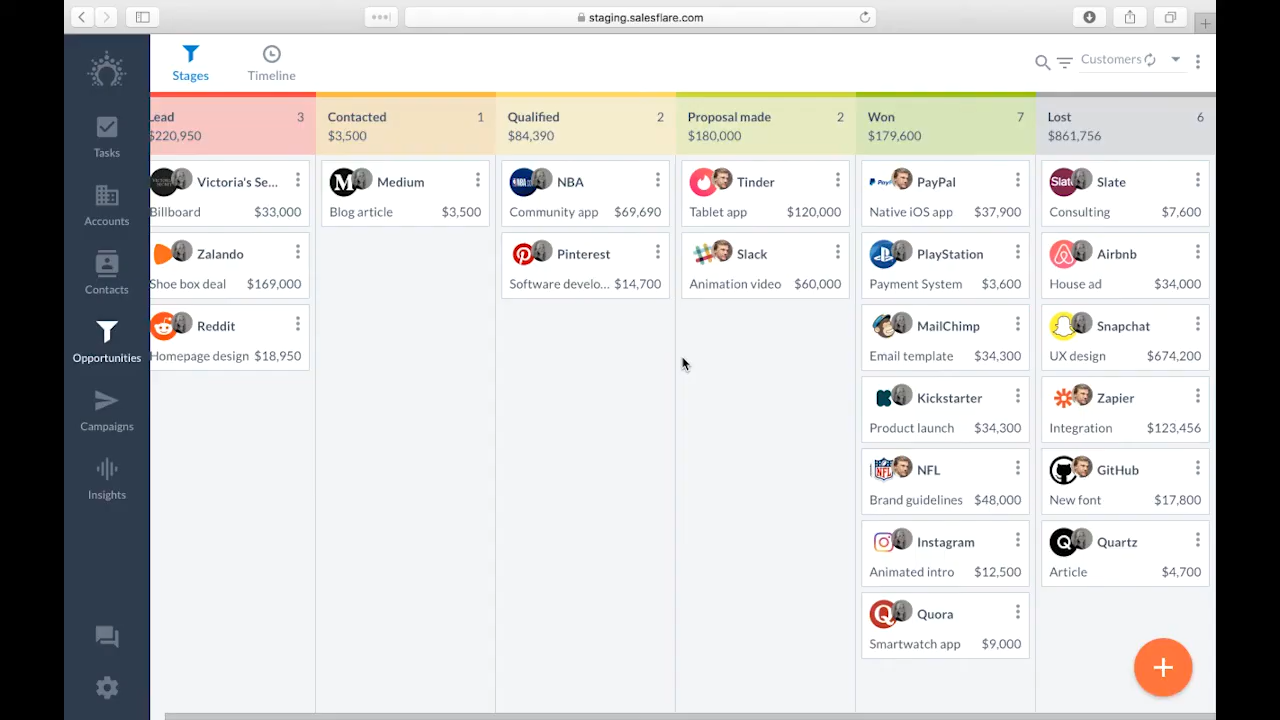 staging.salesflare.com
Stages
Timeline
Customers
Tasks
Accounts
Contacts
Opportunities
Campaigns
Insights
Lead 3
$220,950
Victoria's Se...
Billboard $33,000
Zalando
Shoe box deal $169,000
Reddit
Homepage design $18,950
Contacted 1
$3,500
M
Medium
Blog article $3,500
Qualified 2
$84,390
NBA
Community app $69,690
Pinterest
Software develo... $14,700
Proposal made 2
$180,000
Tinder
Tablet app $120,000
Slack
Animation video $60,000
Won 7
$179,600
PayPal
Native iOS app $37,900
PlayStation
Payment System $3,600
MailChimp
Email template $34,300
Kickstarter
Product launch $34,300
NFL
NFL
Brand guidelines $48,000
Instagram
Animated intro $12,500
Quora
Smartwatch app $9,000
Lost 6
$861,756
Slate
Consulting $7,600
Airbnb
House ad $34,000
Snapchat
UX design $674,200
Zapier
Integration $123,456
GitHub
New font $17,800
Q
Quartz
Article $4,700